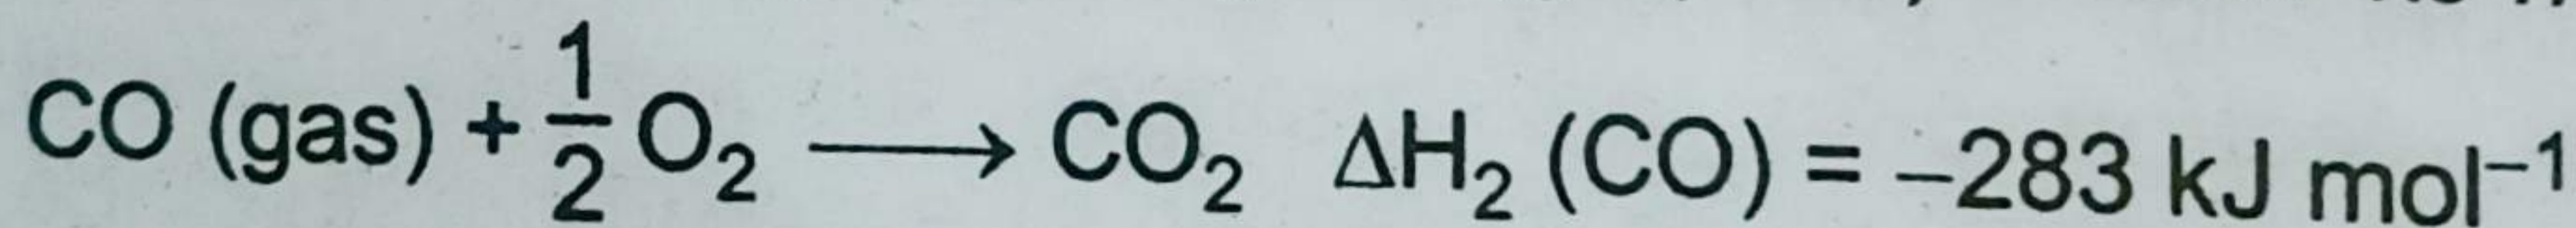 CO (gas) + 1/2 O₂ ⟶ CO₂ ΔH₂ (CO) = −283 kJ mol⁻¹